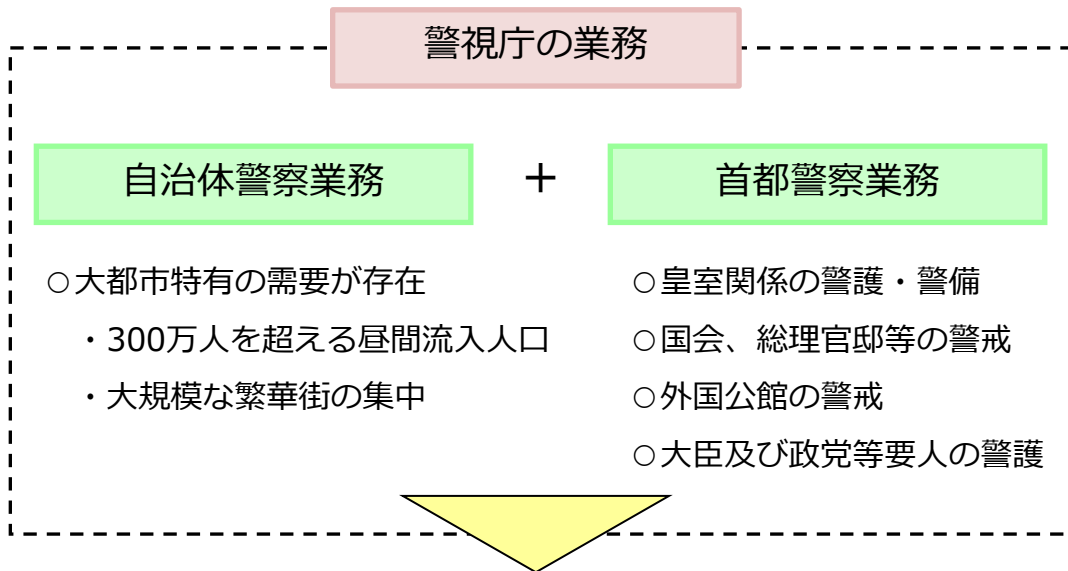 警視庁の業務
自治体警察業務
+
首都警察業務
○大都市特有の需要が存在
・300万人を超える昼間流入人口
・大規模な繁華街の集中
○皇室関係の警護・警備
○国会、総理官邸等の警戒
○外国公館の警戒
○大臣及び政党等要人の警護